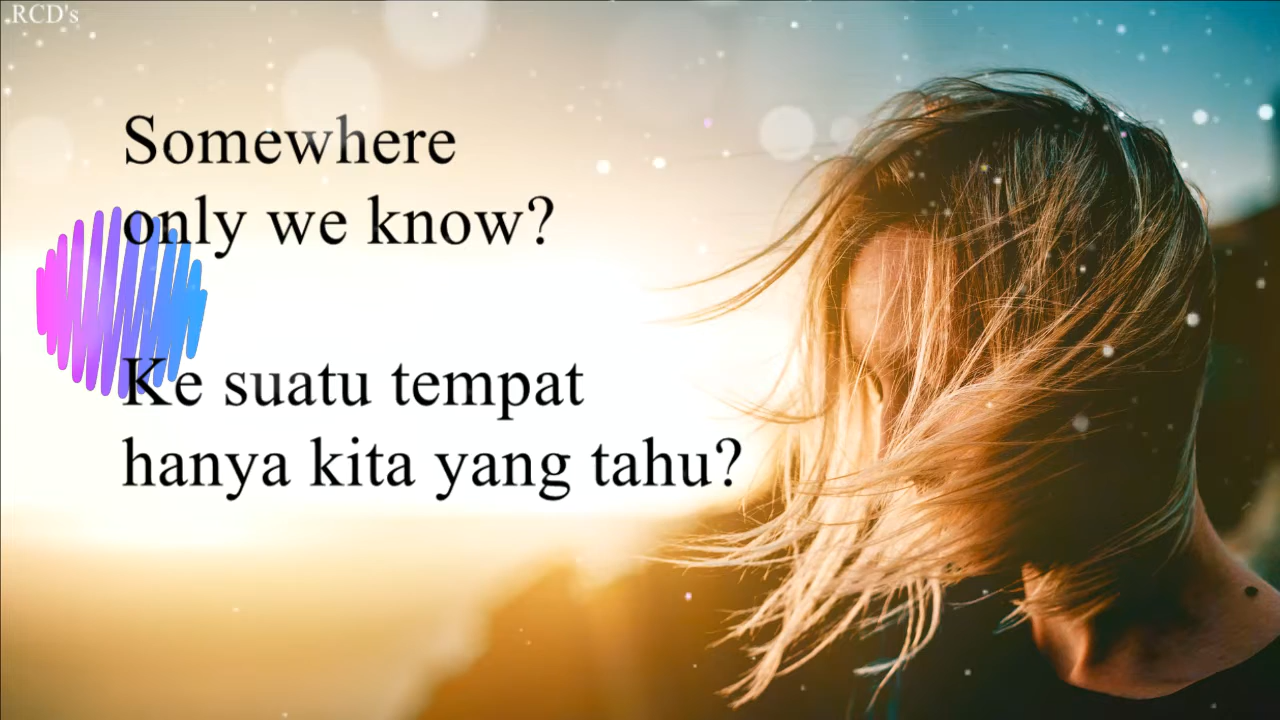 RCD's
Somewhere
only we know?
Ke suatu tempat
hanya kita yang tahu?